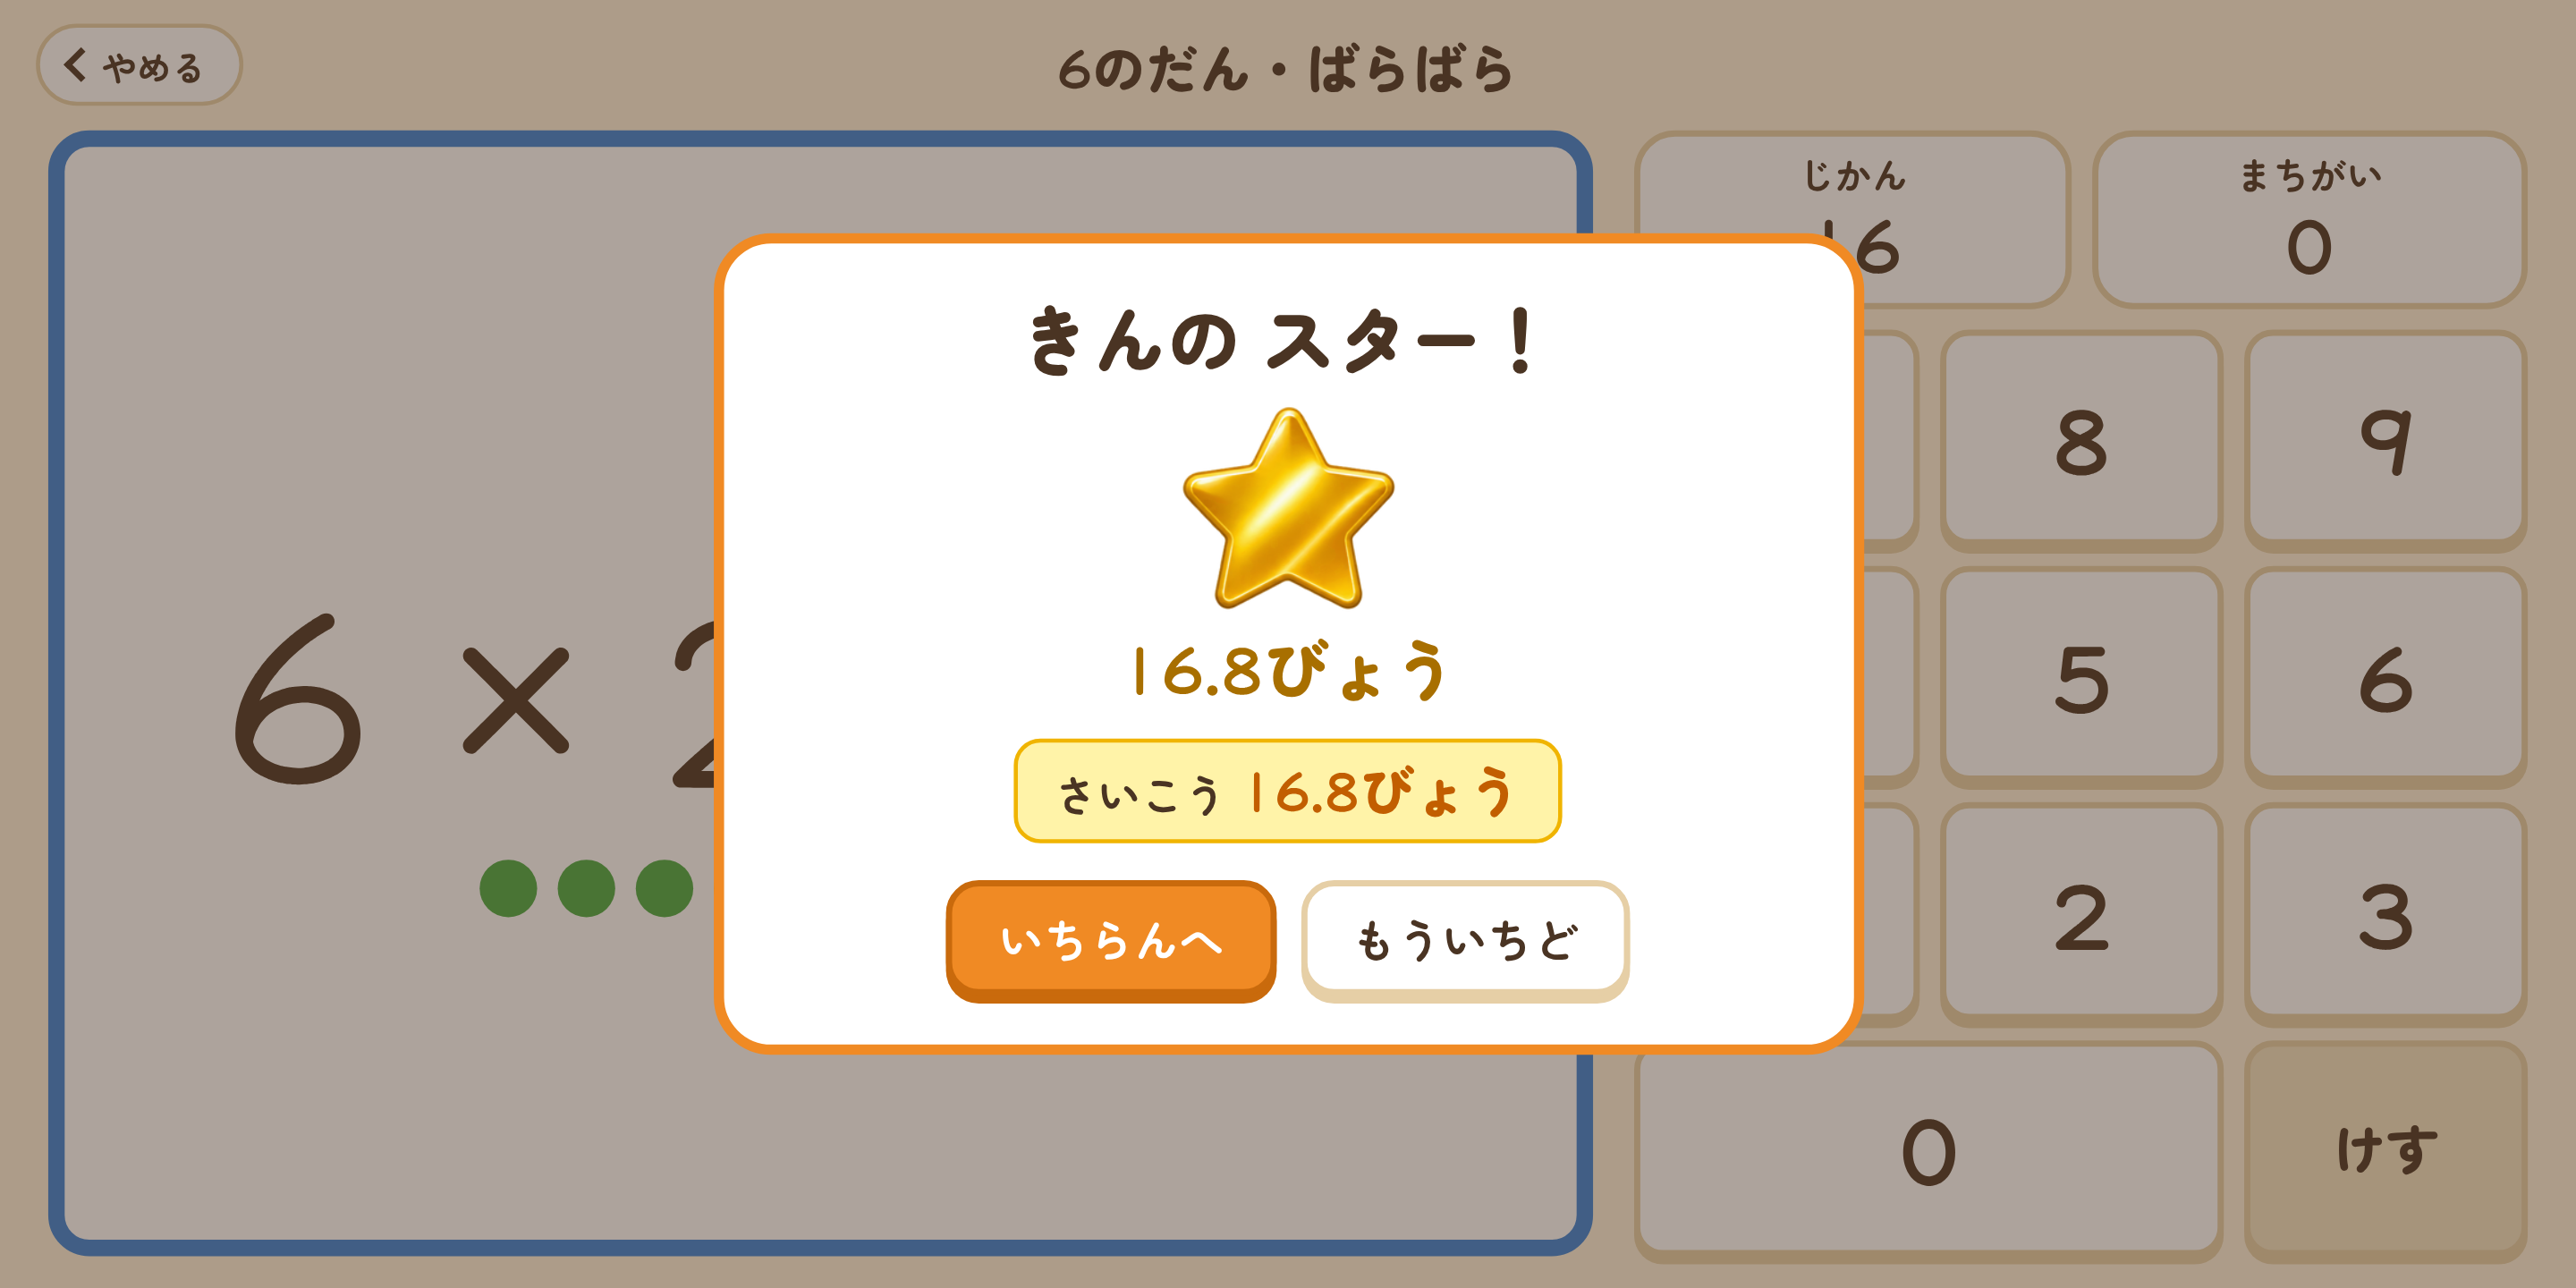 やめる
6のだん・ばらばら
じかん
16
まちがい
0
6 × 2
きんの スター！
16.8びょう
さいこう 16.8びょう
いちらんへ
もういちど
8
9
5
6
2
3
0
けす